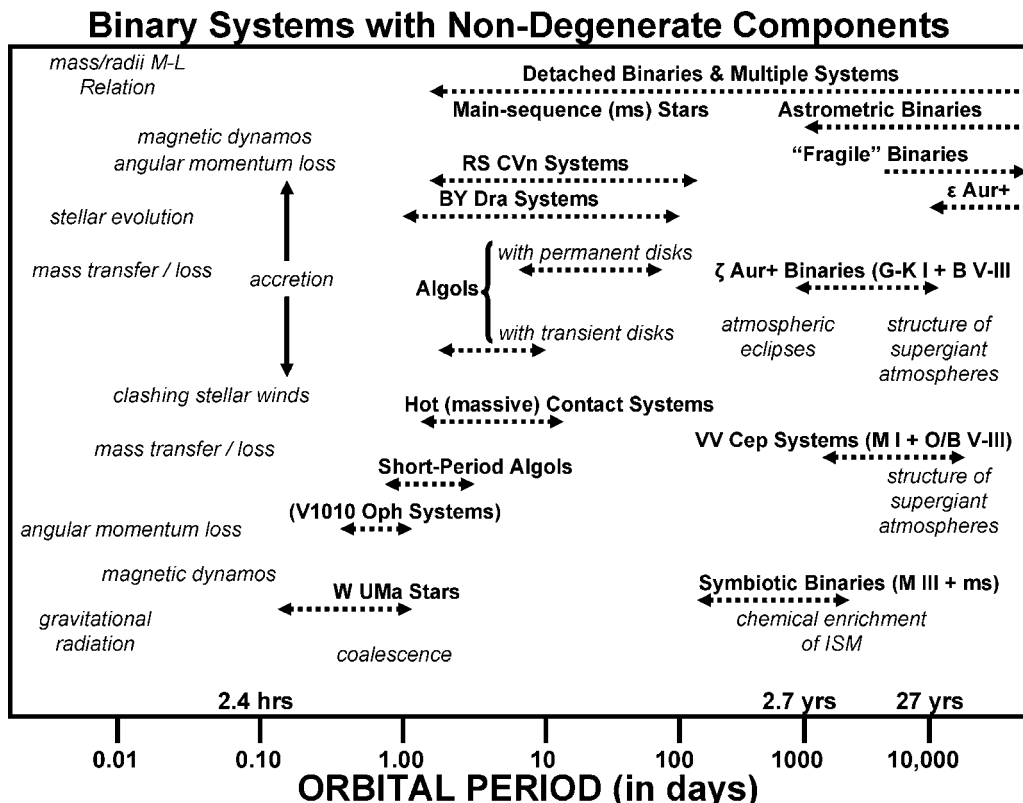 Binary Systems with Non-Degenerate Components
mass/radii M-L
Relation
Detached Binaries & Multiple Systems
Main-sequence (ms) Stars
Astrometric Binaries
magnetic dynamos
angular momentum loss
RS CVn Systems
“Fragile” Binaries
BY Dra Systems
ε Aur+
stellar evolution
with permanent disks
mass transfer / loss
accretion
Algols
ζ Aur+ Binaries (G-K I + B V-III
with transient disks
atmospheric
eclipses
structure of
supergiant
atmospheres
clashing stellar winds
Hot (massive) Contact Systems
mass transfer / loss
VV Cep Systems (M I + O/B V-III)
Short-Period Algols
structure of
supergiant
atmospheres
(V1010 Oph Systems)
angular momentum loss
magnetic dynamos
W UMa Stars
Symbiotic Binaries (M III + ms)
gravitational
radiation
chemical enrichment
of ISM
coalescence
2.4 hrs
2.7 yrs
27 yrs
0.01
0.10
1.00
10
100
1000
10,000
ORBITAL PERIOD (in days)